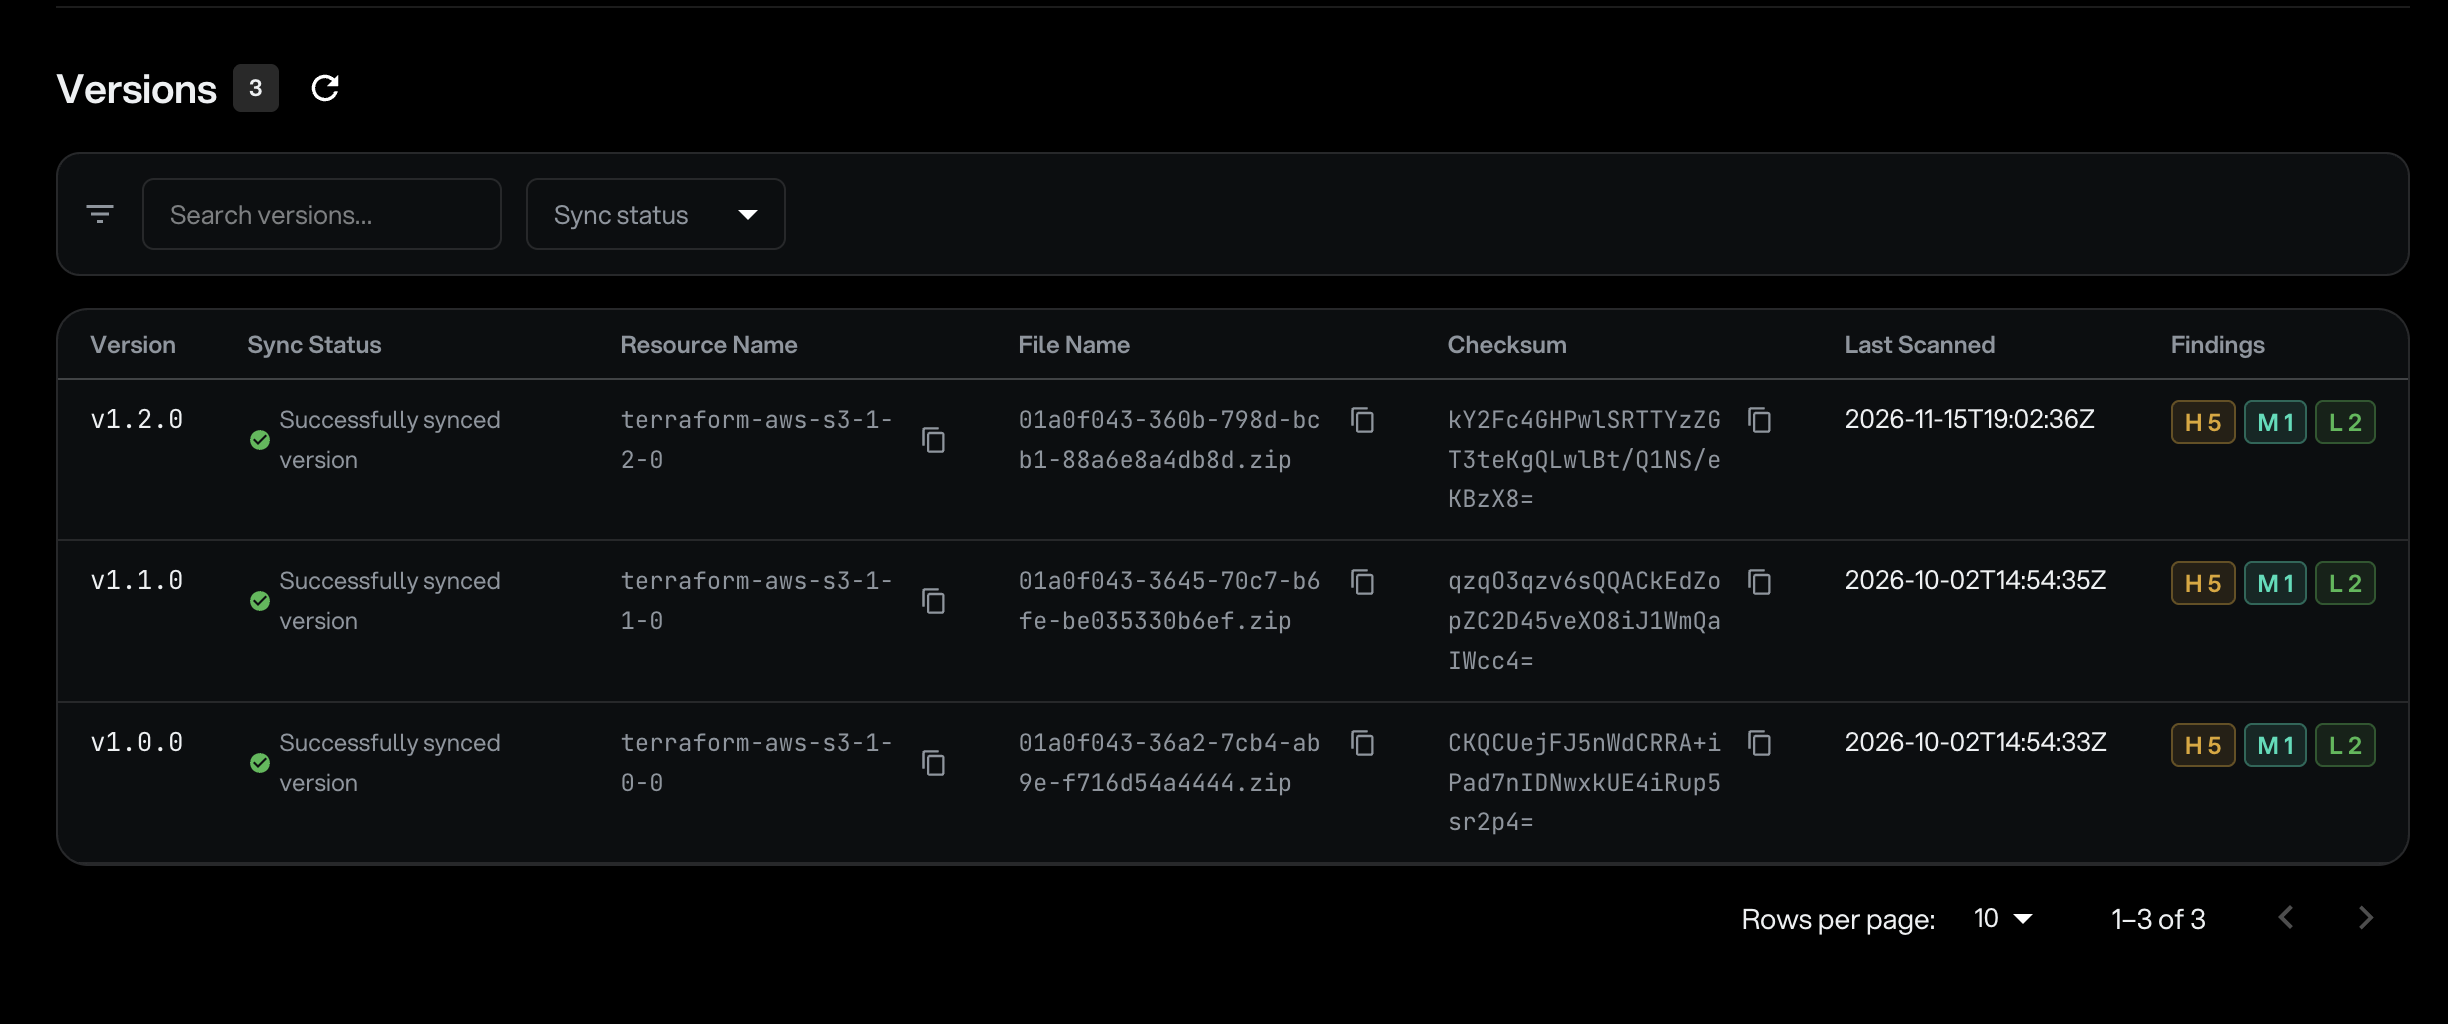 Versions 3
Search versions...
Sync status
Version Sync Status Resource Name File Name Checksum Last Scanned Findings
v1.2.0 Successfully synced terraform-aws-s3-1- 01a0f043-360b-798d-bc kY2Fc4GHPwlSRTTYzZG 2026-11-15T19:02:36Z H 5 M 1 L 2
version 2-0 b1-88a6e8a4db8d.zip T3teKgQLwlBt/Q1NS/e
KBzX8=
v1.1.0 Successfully synced terraform-aws-s3-1- 01a0f043-3645-70c7-b6 qzqO3qzv6sQQACkEdZo 2026-10-02T14:54:35Z H 5 M 1 L 2
version 1-0 fe-be035330b6ef.zip pZC2D45veXO8iJ1WmQa
IWcc4=
v1.0.0 Successfully synced terraform-aws-s3-1- 01a0f043-36a2-7cb4-ab CKQCUejFJ5nWdCRRA+i 2026-10-02T14:54:33Z H 5 M 1 L 2
version 0-0 9e-f716d54a4444.zip Pad7nIDNwxkUE4iRup5
sr2p4=
Rows per page: 10 1–3 of 3